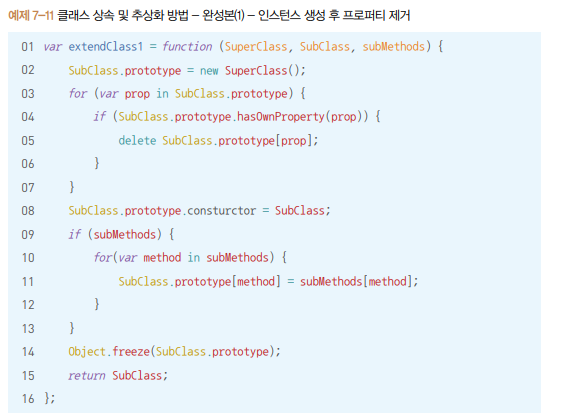 예제 7-11 클래스 상속 및 추상화 방법 – 완성본(1) – 인스턴스 생성 후 프로퍼티 제거
01 var extendClass1 = function (SuperClass, SubClass, subMethods) {
02     SubClass.prototype = new SuperClass();
03     for (var prop in SubClass.prototype) {
04         if (SubClass.prototype.hasOwnProperty(prop)) {
05             delete SubClass.prototype[prop];
06         }
07     }
08     SubClass.prototype.consturctor = SubClass;
09     if (subMethods) {
10         for(var method in subMethods) {
11             SubClass.prototype[method] = subMethods[method];
12         }
13     }
14     Object.freeze(SubClass.prototype);
15     return SubClass;
16 };